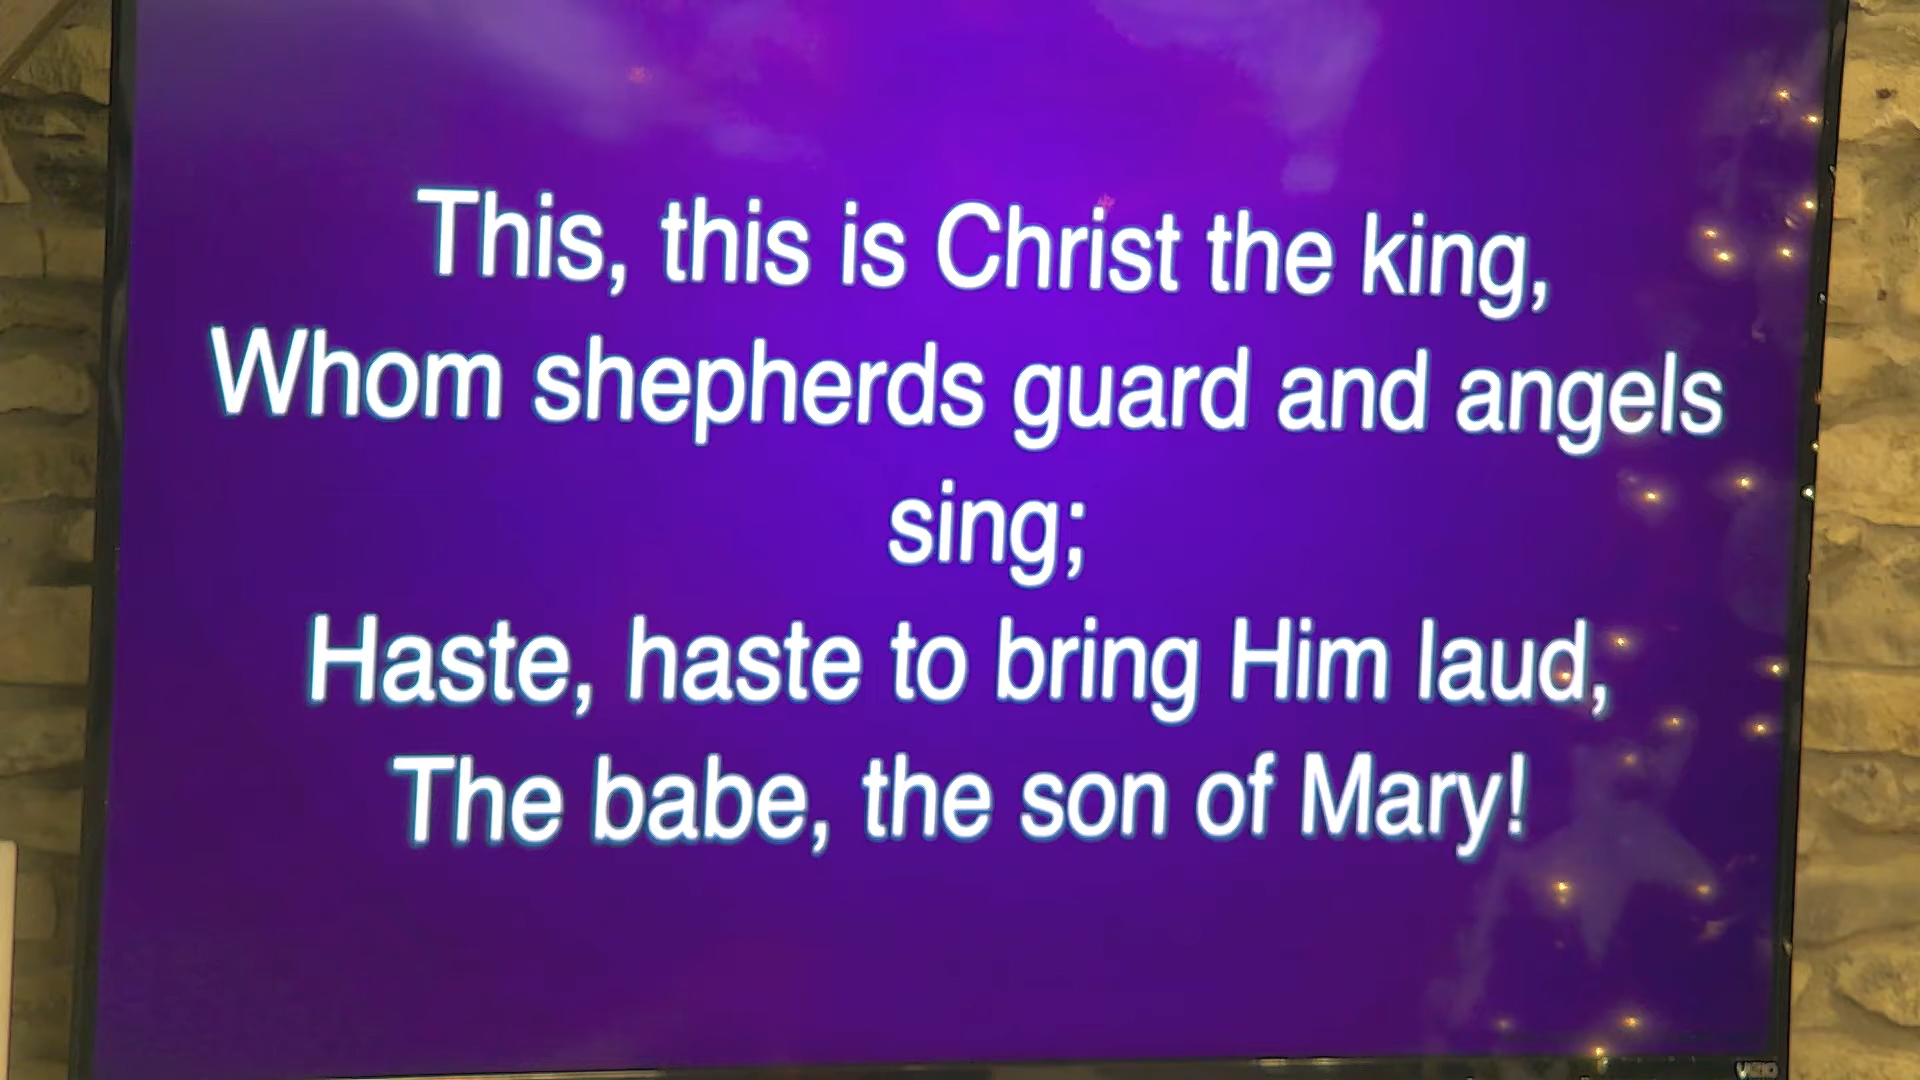 This, this is Christ the king,
Whom shepherds guard and angels
sing;
Haste, haste to bring Him laud,
The babe, the son of Mary!
VIZIO